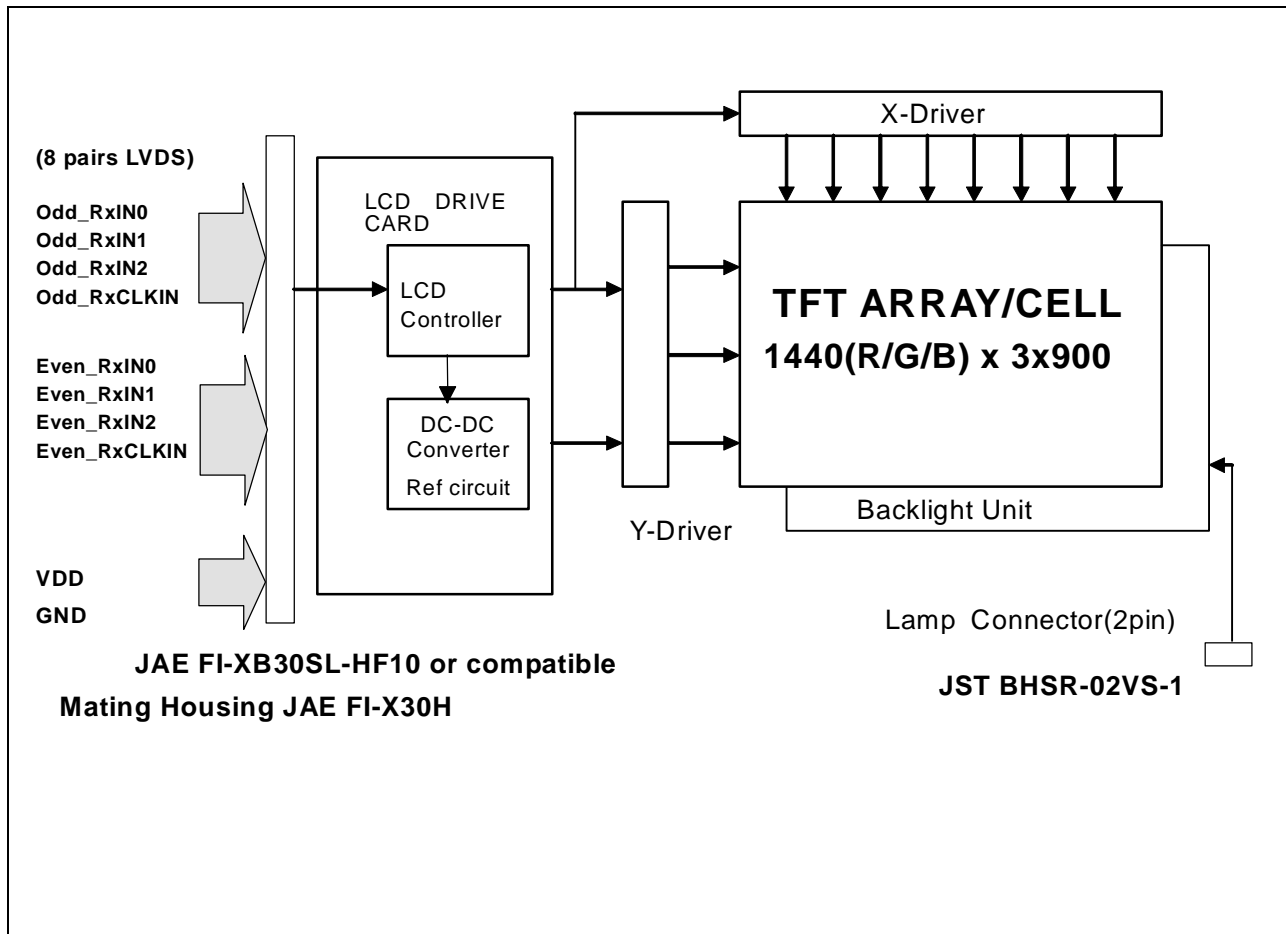 X-Driver
(8 pairs LVDS)
Odd_RxIN0
Odd_RxIN1
Odd_RxIN2
Odd_RxCLKIN
Even_RxIN0
Even_RxIN1
Even_RxIN2
Even_RxCLKIN
VDD
GND
LCD DRIVE
CARD
LCD
Controller
DC-DC
Converter
Ref circuit
Y-Driver
TFT ARRAY/CELL
1440(R/G/B) x 3x900
Backlight Unit
Lamp Connector(2pin)
JST BHSR-02VS-1
JAE FI-XB30SL-HF10 or compatible
Mating Housing JAE FI-X30H